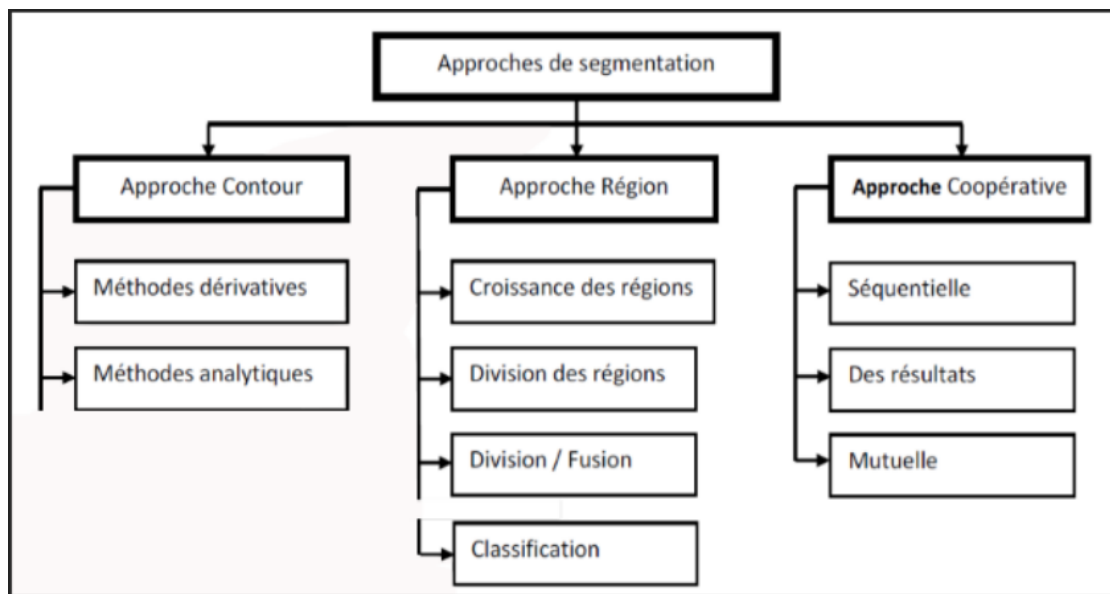 Approches de segmentation
Approche Contour
Approche Région
Approche Coopérative
Méthodes dérivatives
Croissance des régions
Séquentielle
Méthodes analytiques
Division des régions
Des résultats
Division / Fusion
Mutuelle
Classification